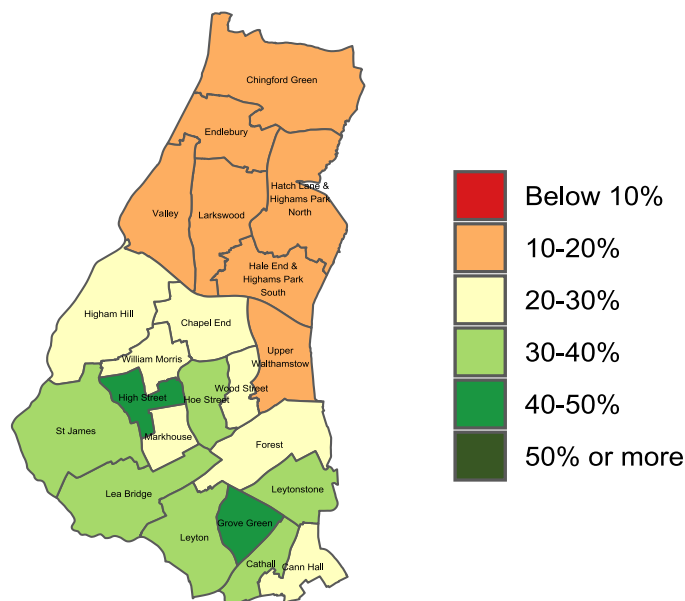 Chingford Green
Endlebury
Hatch Lane &
Highams Park
North
Valley
Larkswood
Hale End &
Highams Park
South
Higham Hill
Chapel End
Upper
Walthamstow
William Morris
Wood Street
High Street
Hoe Street
St James
Markhouse
Forest
Lea Bridge
Leytonstone
Grove Green
Leyton
Cathall
Cann Hall
Below 10%
10-20%
20-30%
30-40%
40-50%
50% or more